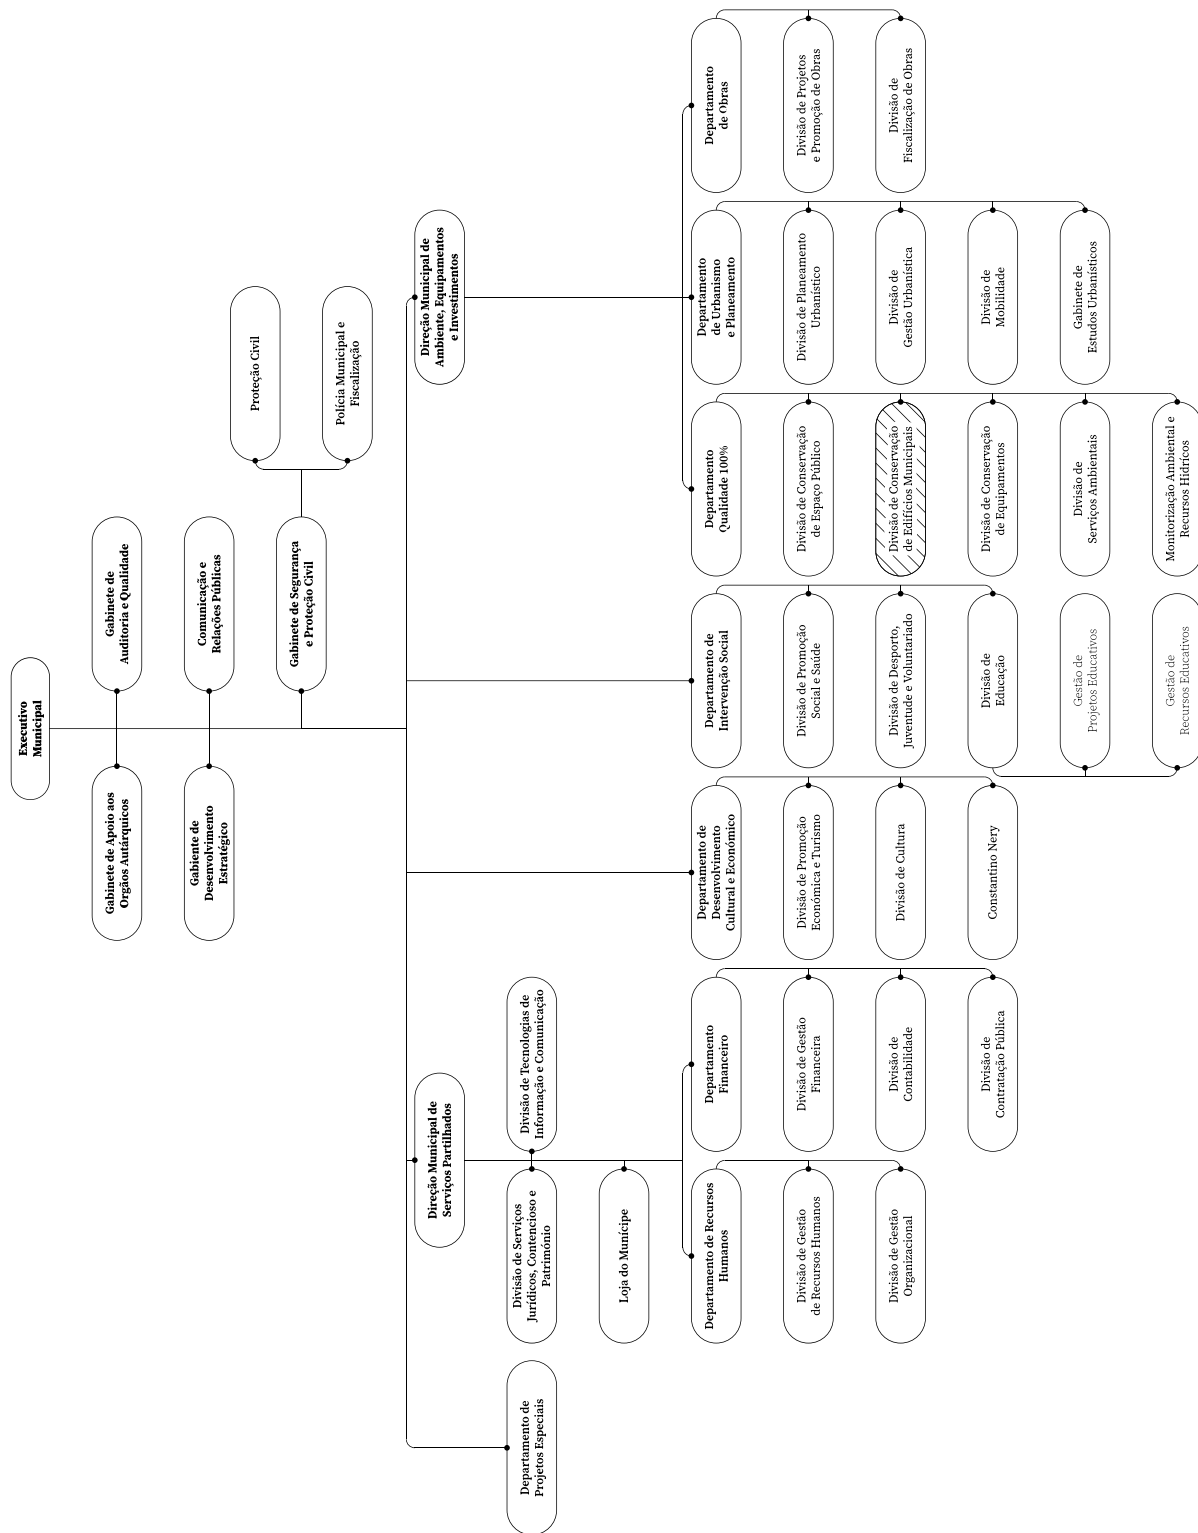 Executivo
Municipal
Gabinete de Apoio aos
Orgãos Autárquicos
Gabinete de
Auditoria e Qualidade
Gabiente de
Desenvolvimento
Estratégico
Comunicação e
Relações Públicas
Gabinete de Segurança
e Proteção Civil
Proteção Civil
Polícia Municipal e
Fiscalização
Departamento de
Projetos Especiais
Direção Municipal de
Serviços Partilhados
Divisão de Serviços
Jurídicos, Contencioso e
Património
Divisão de Tecnologias de
Informação e Comunicação
Loja do Munícipe
Departamento de Recursos
Humanos
Divisão de Gestão
de Recursos Humanos
Divisão de Gestão
Organizacional
Departamento
Financeiro
Divisão de Gestão
Financeira
Divisão de
Contabilidade
Divisão de
Contratação Pública
Departamento de
Desenvolvimento
Cultural e Económico
Divisão de Promoção
Económica e Turismo
Divisão de Cultura
Constantino Nery
Departamento de
Intervenção Social
Divisão de Promoção
Social e Saúde
Divisão de Desporto,
Juventude e Voluntariado
Divisão de
Educação
Gestão de
Projetos Educativos
Gestão de
Recursos Educativos
Direção Municipal de
Ambiente, Equipamentos
e Investimentos
Departamento
Qualidade 100%
Divisão de Conservação
de Espaço Público
Divisão de Conservação
de Edifícios Municipais
Divisão de Conservação
de Equipamentos
Divisão de
Serviços Ambientais
Monitorização Ambiental e
Recursos Hidrícos
Departamento
de Urbanismo
e Planeamento
Divisão de Planeamento
Urbanístico
Divisão de
Gestão Urbanística
Divisão de
Mobilidade
Gabinete de
Estudos Urbanísticos
Departamento
de Obras
Divisão de Projetos
e Promoção de Obras
Divisão de
Fiscalização de Obras